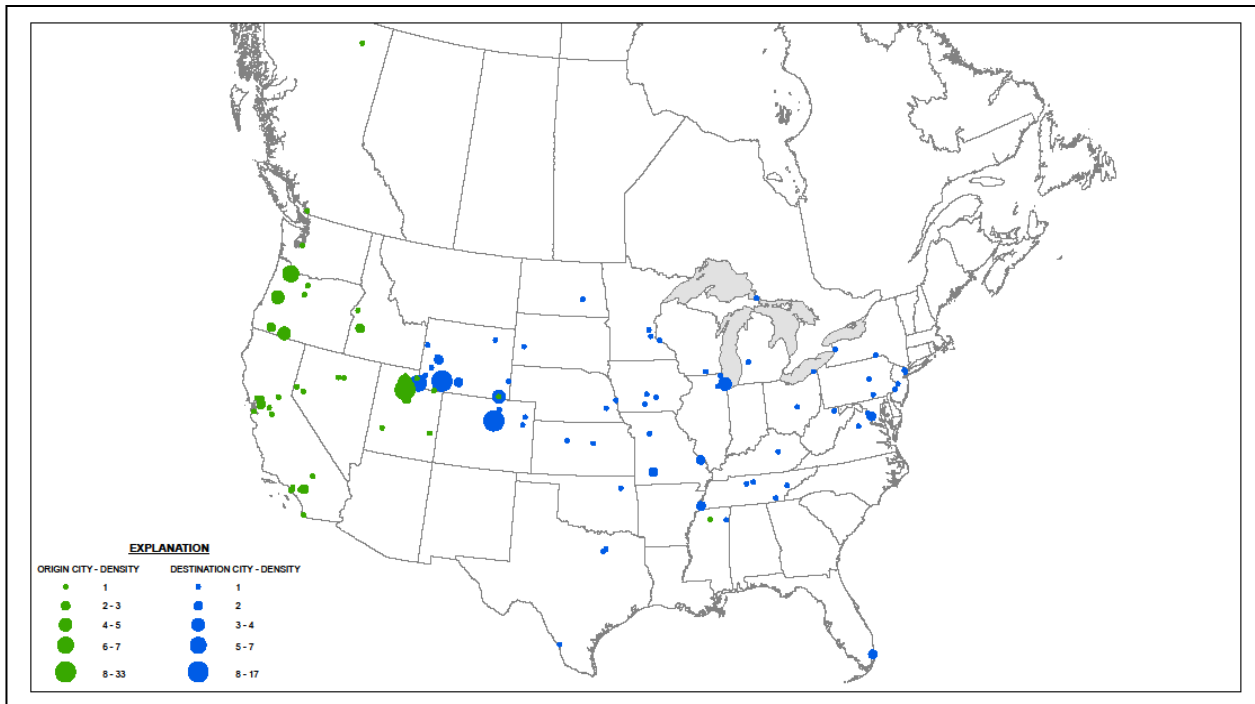 EXPLANATION
ORIGIN CITY - DENSITY DESTINATION CITY - DENSITY
1 1
2 - 3 2
4 - 5 3 - 4
6 - 7 5 - 7
8 - 33 8 - 17